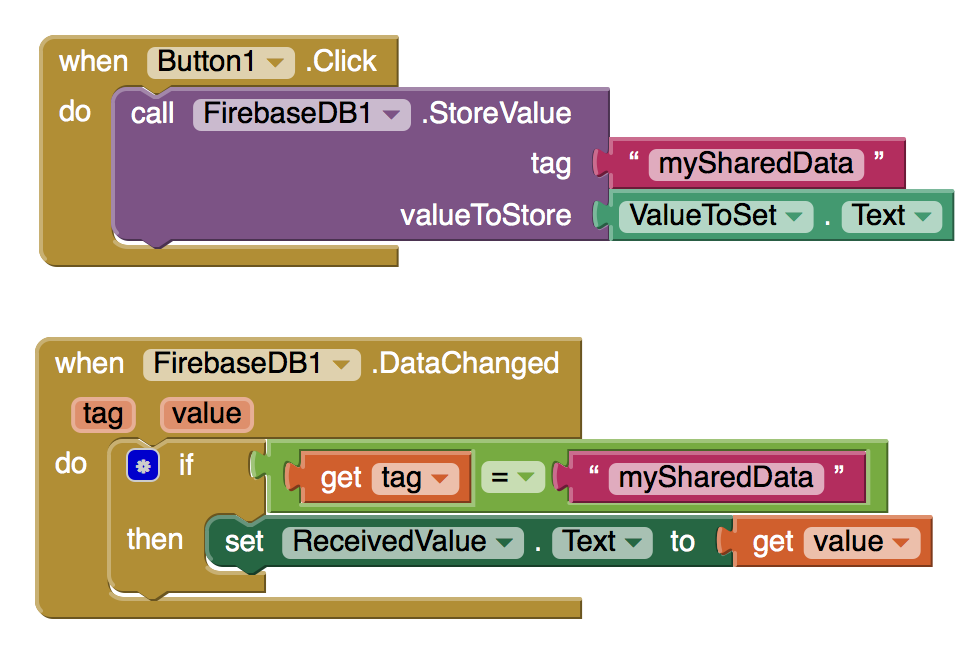 when Button1 .Click
do call FirebaseDB1 .StoreValue
tag “ mySharedData ”
valueToStore ValueToSet . Text
when FirebaseDB1 .DataChanged
tag value
do if get tag = “ mySharedData ”
then set ReceivedValue . Text to get value